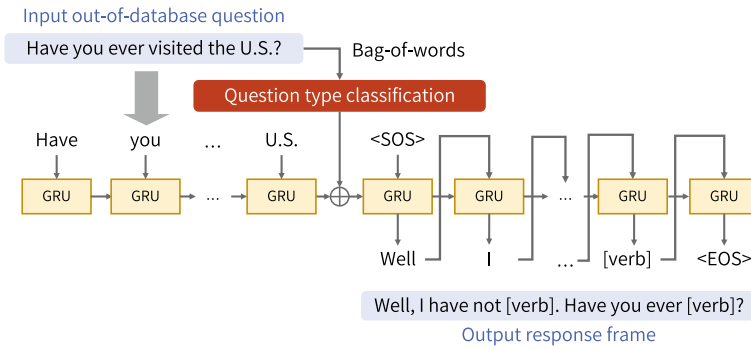 Input out-of-database question
Have you ever visited the U.S.?
Bag-of-words
Question type classification
Have you ... U.S. <SOS>
GRU GRU ... GRU GRU GRU ... GRU GRU
Well I ... [verb] <EOS>
Well, I have not [verb]. Have you ever [verb]?
Output response frame